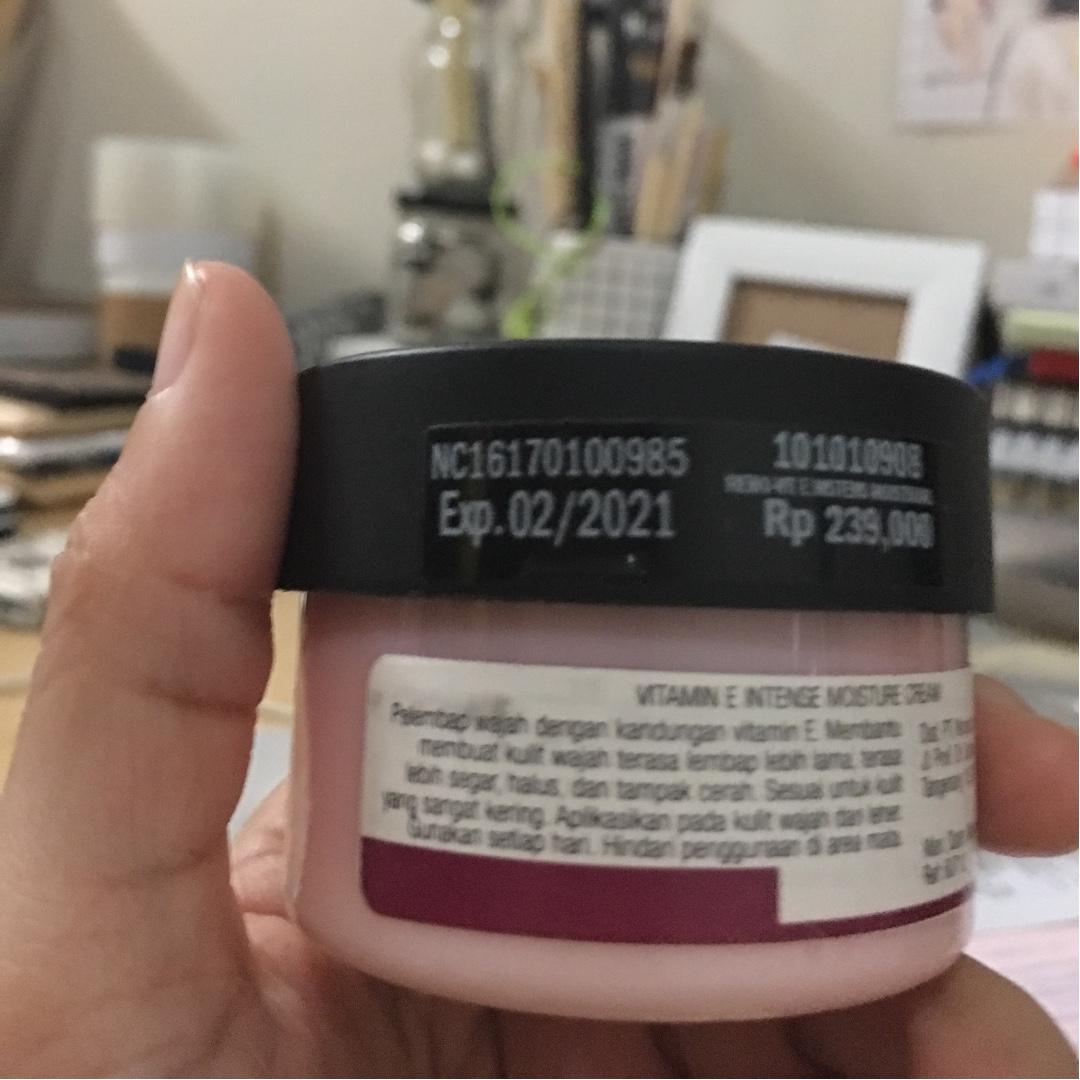 NC16170100985
Exp. 02/2021
101010908
Rp 239,000
VITAMIN E INTENSE MOISTURE CREAM
Pelembap wajah dengan kandungan vitamin E. Membantu
membuat kulit wajah terasa lembap lebih lama, terasa
lebih segar, halus, dan tampak cerah. Sesuai untuk kulit
yang sangat kering. Aplikasikan pada kulit wajah dan leher.
Gunakan setiap hari. Hindari penggunaan di area mata.